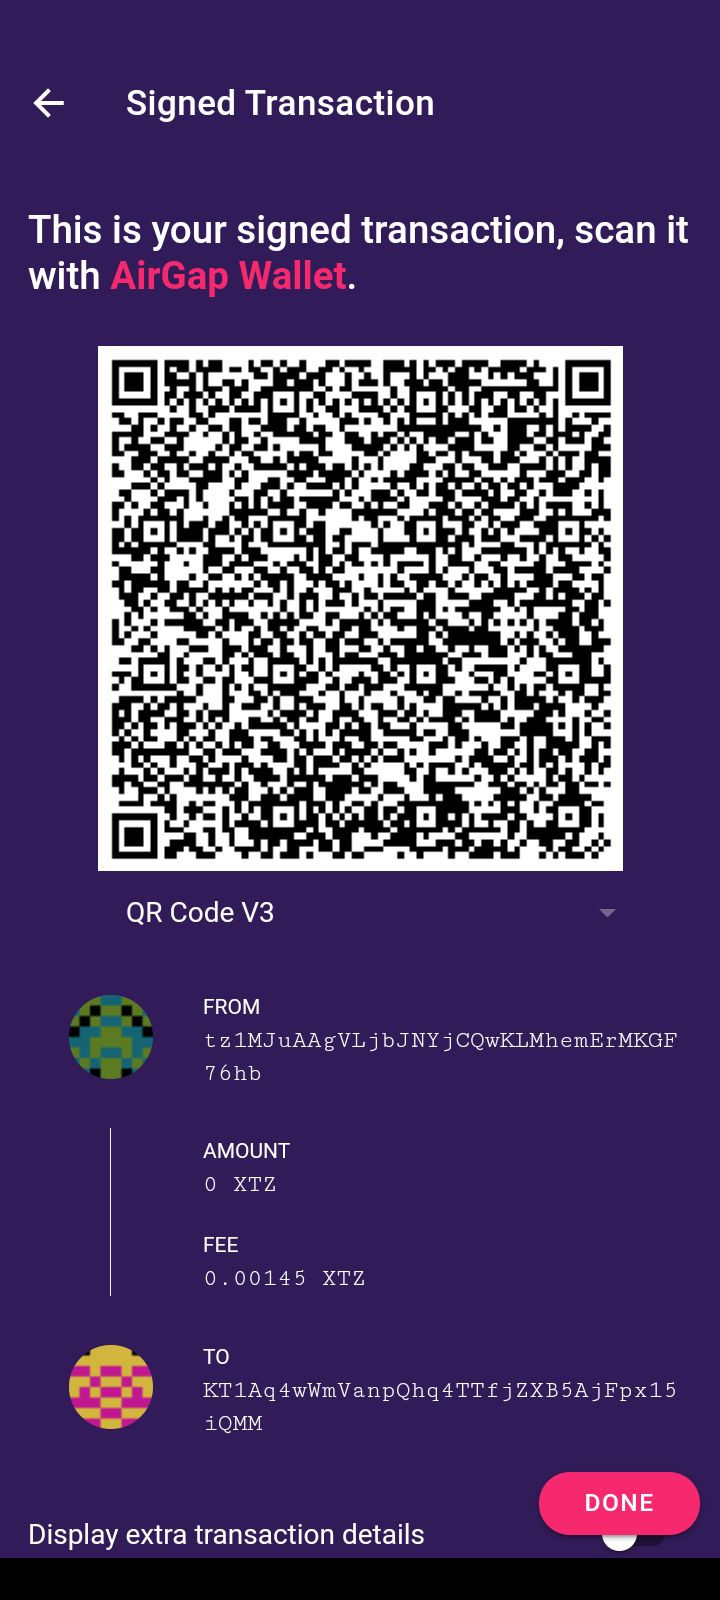 Signed Transaction
This is your signed transaction, scan it
with AirGap Wallet.
QR Code V3
FROM
tz1MJuAAgVLjbJNYjCQwKLMhemErMKGF
76hb
AMOUNT
0 XTZ
FEE
0.00145 XTZ
TO
KT1Aq4wWmVanpQhq4TTfjZXB5AjFpx15
iQMM
DONE
Display extra transaction details